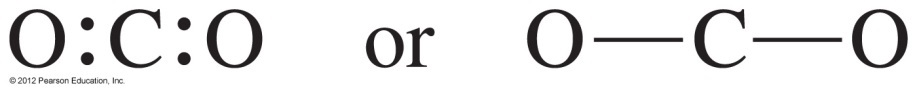 O:C:O or O—C—O
© 2012 Pearson Education, Inc.